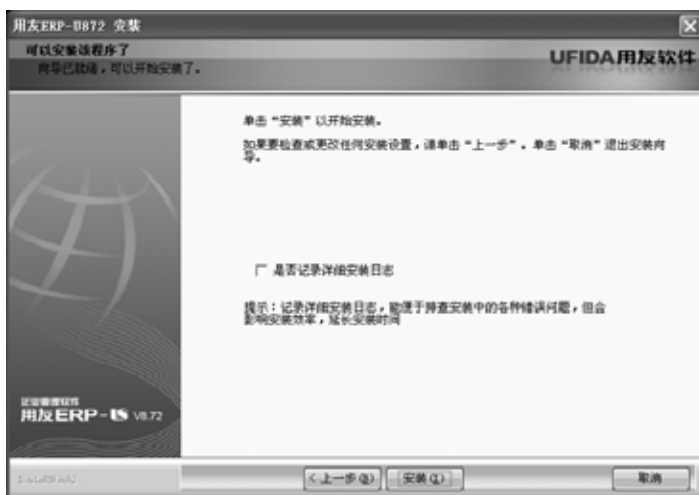 用友ERP-U872 安装
可以安装该程序了
向导已就绪，可以开始安装了。
UFIDA用友软件
单击“安装”以开始安装。
如果要检查或更改任何安装设置，请单击“上一步”。单击“取消”退出安装向
导。
是否记录详细安装日志
提示：记录详细安装日志，能便于排查安装中的各种错误问题，但会
影响安装效率，延长安装时间
企业管理软件
用友ERP-U8 V8.72
InstallShield
<上一步(B)
安装(I)
取消